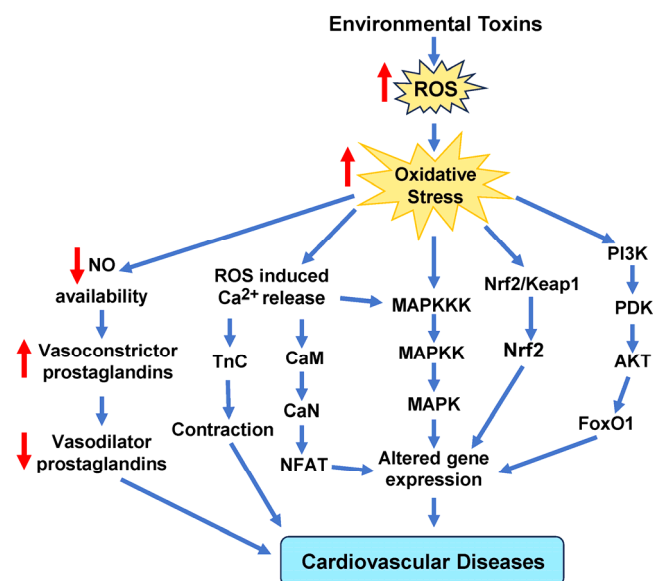 Environmental Toxins
ROS
Oxidative
Stress
NO
availability
Vasoconstrictor
prostaglandins
Vasodilator
prostaglandins
ROS induced
Ca²⁺ release
TnC
Contraction
CaM
CaN
NFAT
MAPKKK
MAPKK
MAPK
Altered gene
expression
Nrf2/Keap1
Nrf2
PI3K
PDK
AKT
FoxO1
Cardiovascular Diseases